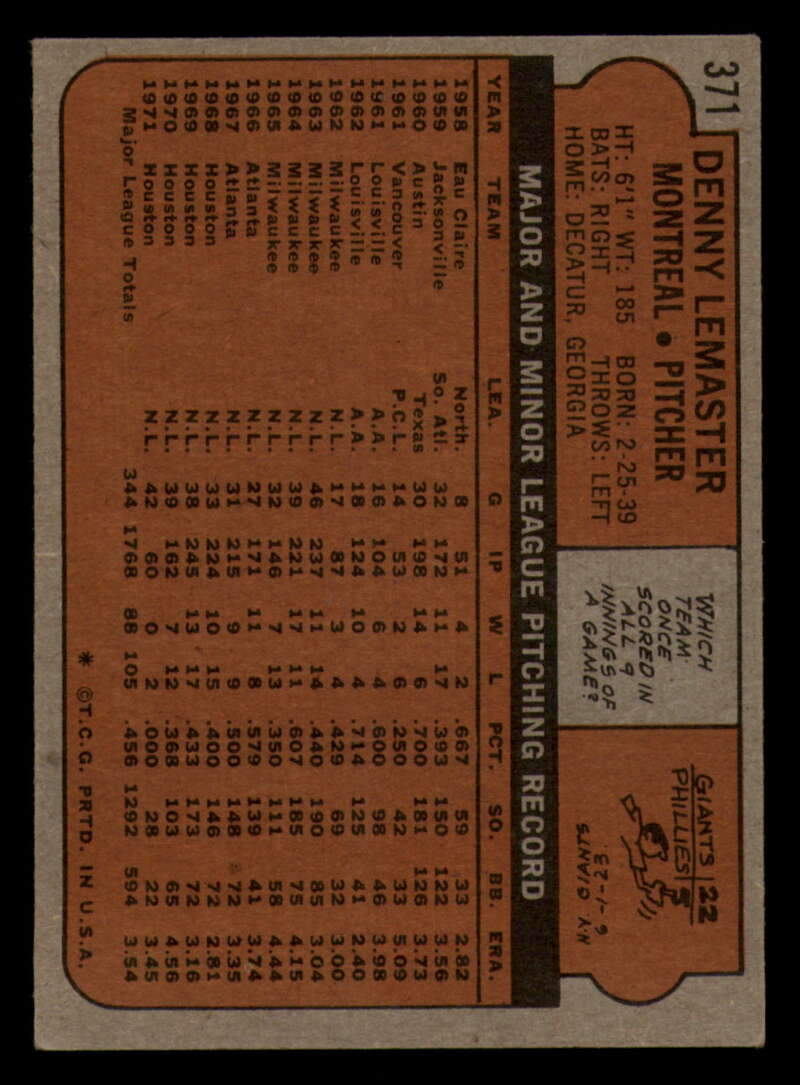 371
DENNY LEMASTER
MONTREAL • PITCHER
HT: 6'1" WT: 185 BORN: 2-25-39
BATS: RIGHT THROWS: LEFT
HOME: DECATUR, GEORGIA
WHICH
TEAM
ONCE
SCORED IN
ALL 9
INNINGS OF
A GAME?
GIANTS 22
PHILLIES 8
6-1-23
N.Y. GIANTS
MAJOR AND MINOR LEAGUE PITCHING RECORD
YEAR TEAM LEA. G IP W L PCT. SO. BB. ERA.
1958 Eau Claire North. 8 51 4 2 .667 59 33 2.82
1959 Jacksonville So. Atl. 32 172 11 17 .393 150 122 3.56
1960 Austin Texas 30 198 14 6 .700 181 126 3.73
1961 Vancouver P.C.L. 14 53 2 6 .250 42 33 5.09
1961 Louisville A.A. 16 104 6 4 .600 98 46 3.98
1962 Louisville A.A. 18 124 10 4 .714 125 41 2.40
1962 Milwaukee N.L. 17 87 3 4 .429 69 32 3.00
1963 Milwaukee N.L. 46 237 11 14 .440 190 85 3.04
1964 Milwaukee N.L. 39 221 17 11 .607 185 75 4.15
1965 Milwaukee N.L. 32 146 7 13 .350 111 58 4.44
1966 Atlanta N.L. 27 171 11 8 .579 139 41 3.74
1967 Atlanta N.L. 31 215 9 9 .500 148 72 3.35
1968 Houston N.L. 33 224 10 15 .400 146 72 2.81
1969 Houston N.L. 38 245 13 17 .433 173 72 3.16
1970 Houston N.L. 39 162 7 12 .368 103 65 4.56
1971 Houston N.L. 42 60 0 2 .000 28 22 3.45
Major League Totals 344 1768 88 105 .456 1292 594 3.54
* ©T.C.G. PRTD. IN U.S.A.